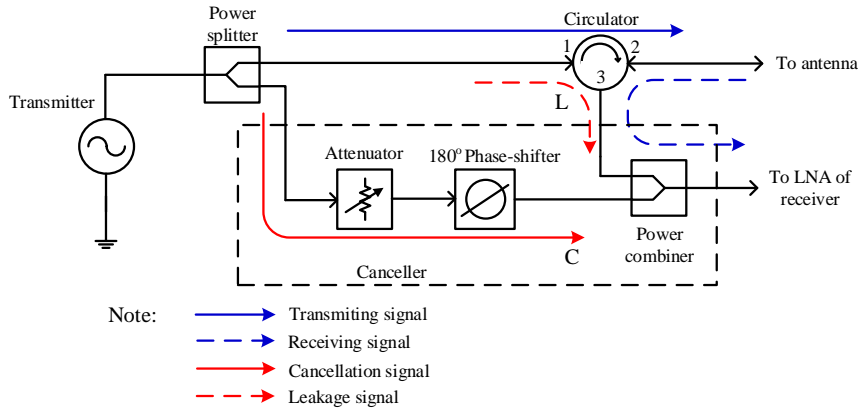 Power
splitter
Circulator
1
2
3
To antenna
Transmitter
L
Attenuator
180° Phase-shifter
To LNA of
receiver
Power
combiner
C
Canceller
Note:
Transmiting signal
Receiving signal
Cancellation signal
Leakage signal